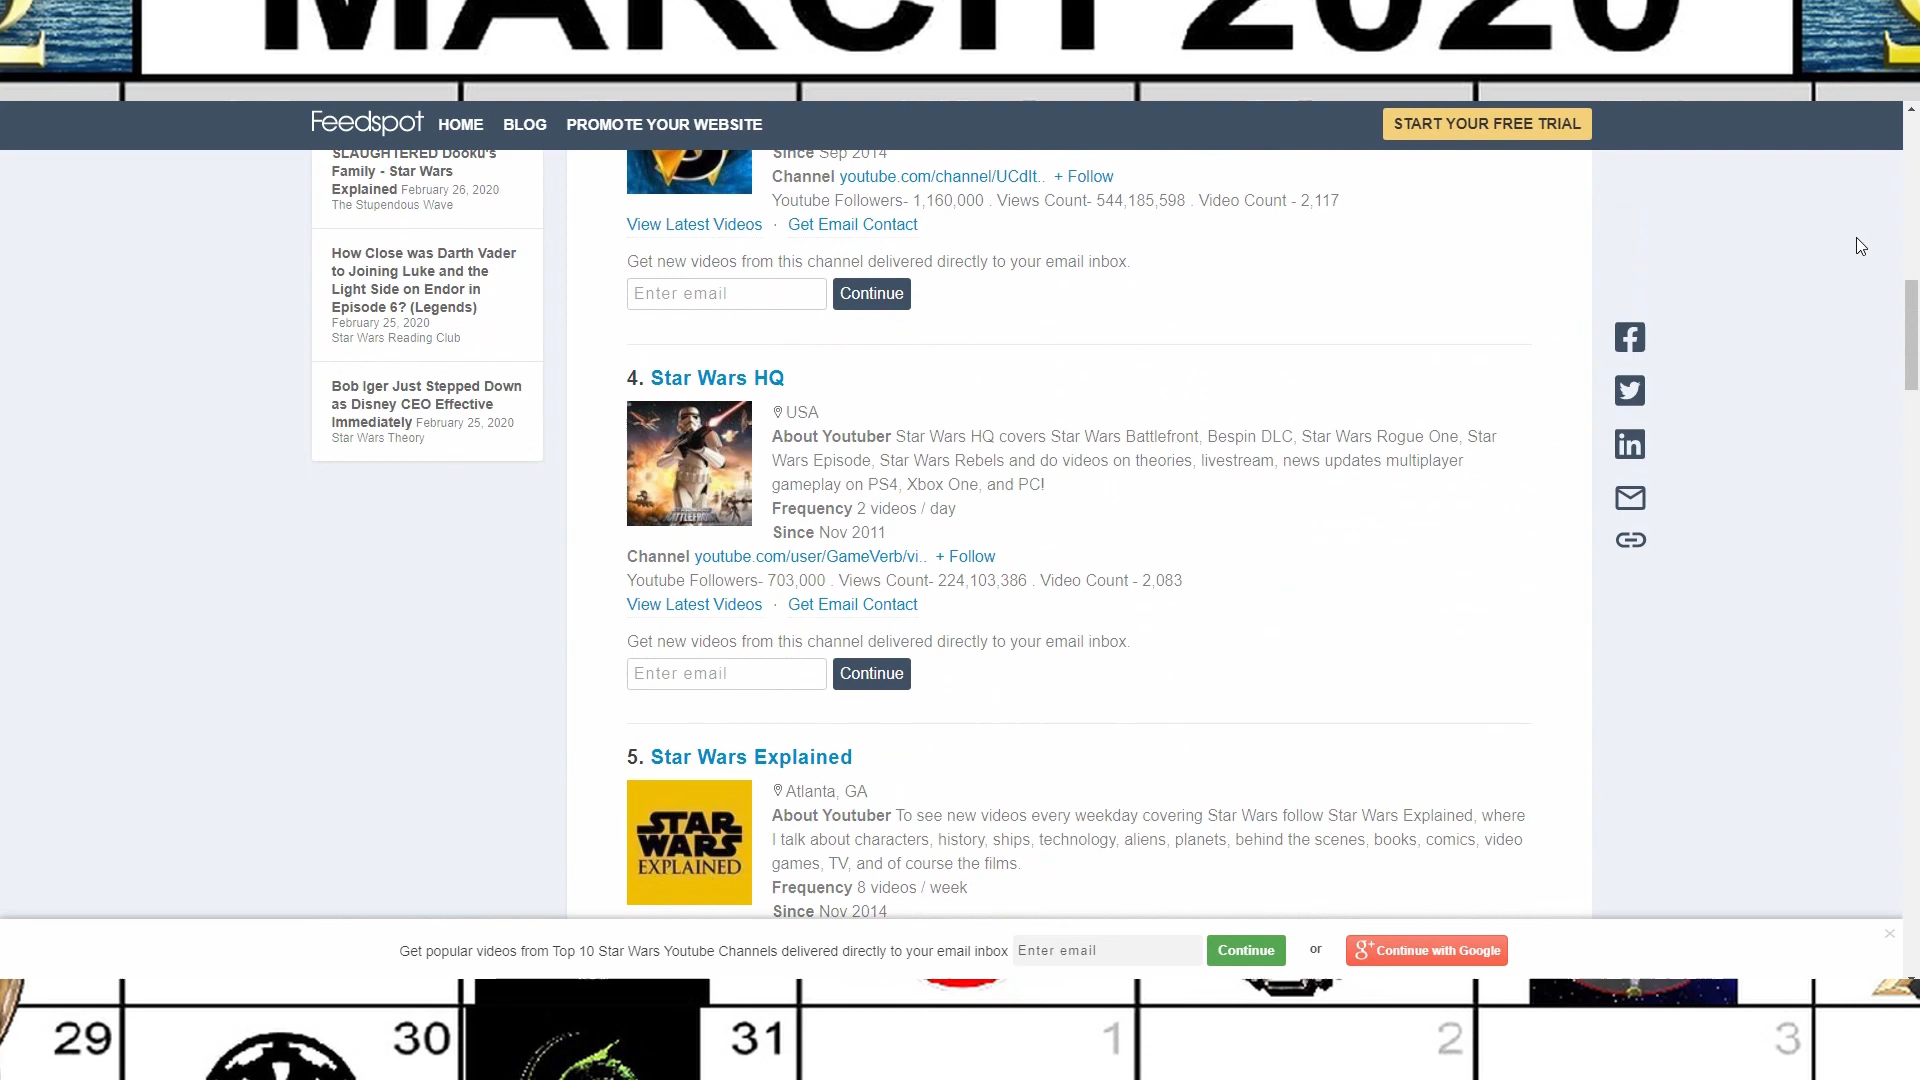 MARCH 2020
Feedspot HOME BLOG PROMOTE YOUR WEBSITE START YOUR FREE TRIAL
SLAUGHTERED Dooku's
Family - Star Wars
Explained February 26, 2020
The Stupendous Wave
How Close was Darth Vader
to Joining Luke and the
Light Side on Endor in
Episode 6? (Legends)
February 25, 2020
Star Wars Reading Club
Bob Iger Just Stepped Down
as Disney CEO Effective
Immediately February 25, 2020
Star Wars Theory
Since Sep 2014
Channel youtube.com/channel/UCdIt.. + Follow
Youtube Followers- 1,160,000 . Views Count- 544,185,598 . Video Count - 2,117
View Latest Videos · Get Email Contact
Get new videos from this channel delivered directly to your email inbox.
Enter email Continue
4. Star Wars HQ
USA
About Youtuber Star Wars HQ covers Star Wars Battlefront, Bespin DLC, Star Wars Rogue One, Star
Wars Episode, Star Wars Rebels and do videos on theories, livestream, news updates multiplayer
gameplay on PS4, Xbox One, and PC!
Frequency 2 videos / day
Since Nov 2011
Channel youtube.com/user/GameVerb/vi.. + Follow
Youtube Followers- 703,000 . Views Count- 224,103,386 . Video Count - 2,083
View Latest Videos · Get Email Contact
Get new videos from this channel delivered directly to your email inbox.
Enter email Continue
5. Star Wars Explained
STAR
WARS
EXPLAINED
Atlanta, GA
About Youtuber To see new videos every weekday covering Star Wars follow Star Wars Explained, where
I talk about characters, history, ships, technology, aliens, planets, behind the scenes, books, comics, video
games, TV, and of course the films.
Frequency 8 videos / week
Since Nov 2014
Get popular videos from Top 10 Star Wars Youtube Channels delivered directly to your email inbox Enter email Continue or g+ Continue with Google
29 30 31 1 2 3